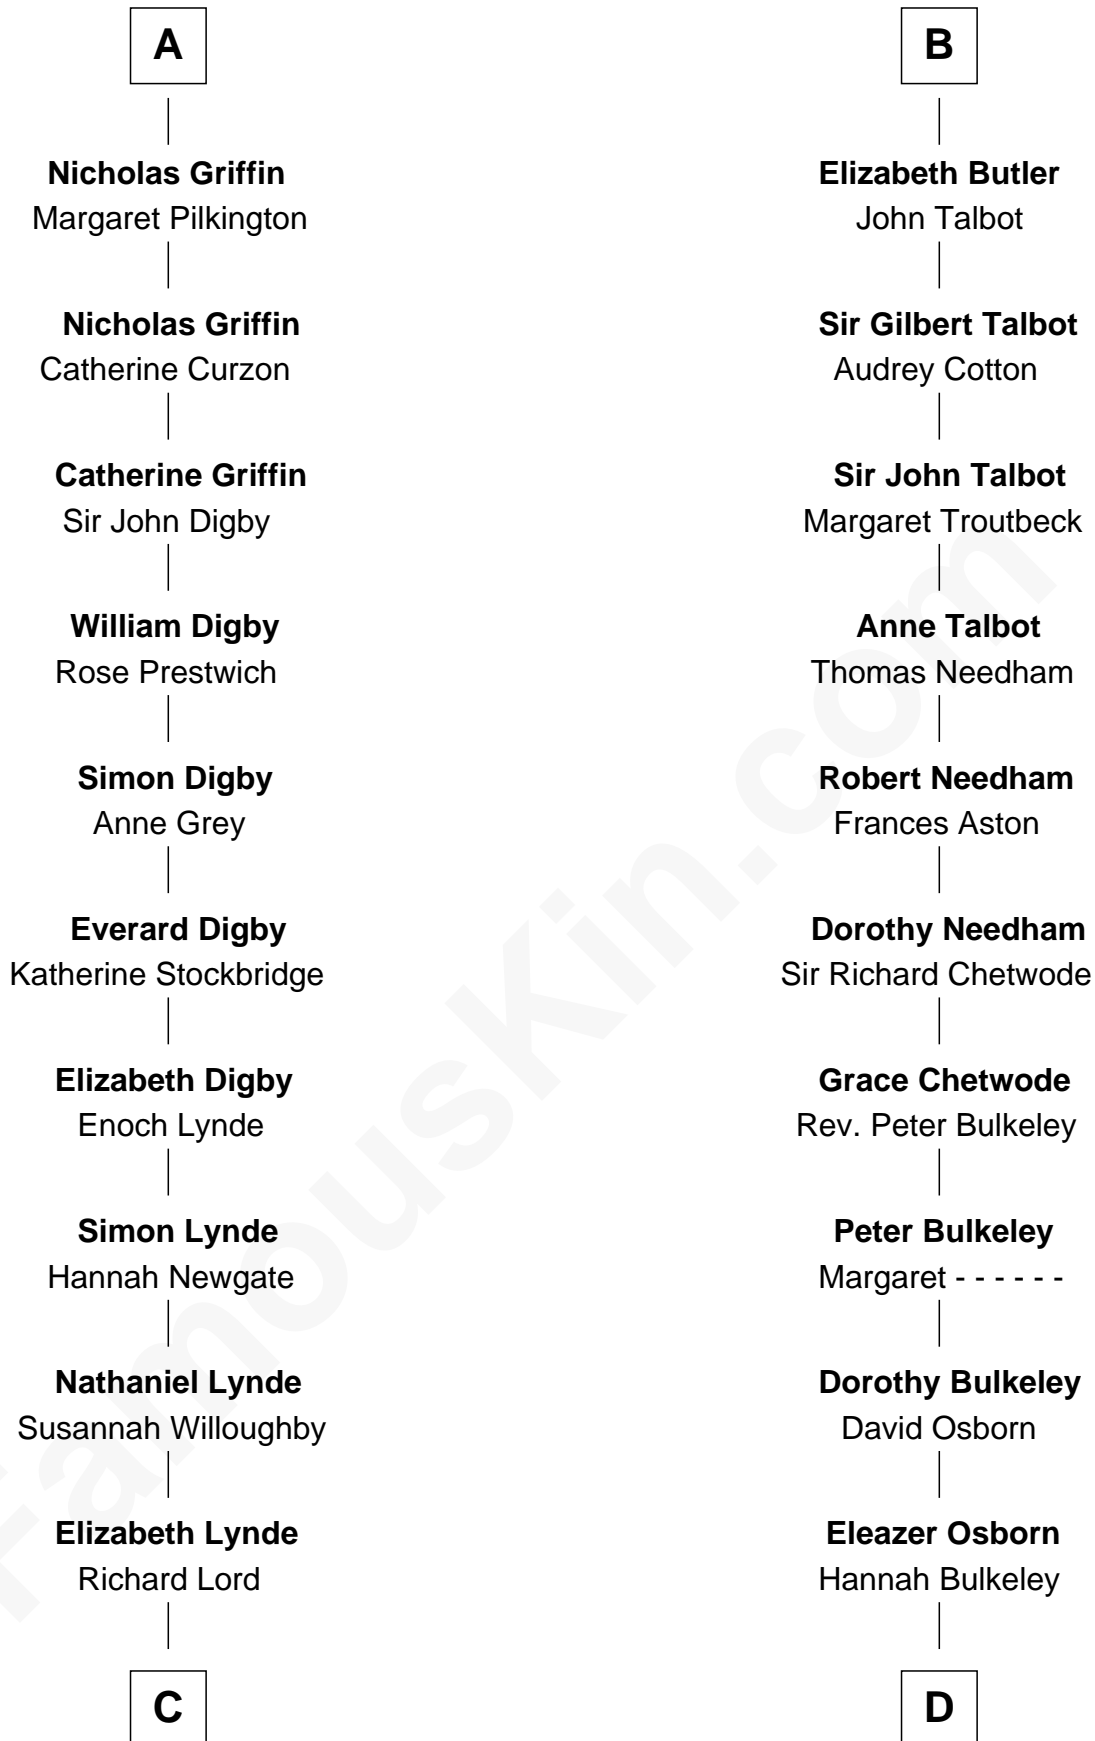 A
Nicholas Griffin
Margaret Pilkington
Nicholas Griffin
Catherine Curzon
Catherine Griffin
Sir John Digby
William Digby
Rose Prestwich
Simon Digby
Anne Grey
Everard Digby
Katherine Stockbridge
Elizabeth Digby
Enoch Lynde
Simon Lynde
Hannah Newgate
Nathaniel Lynde
Susannah Willoughby
Elizabeth Lynde
Richard Lord
C
B
Elizabeth Butler
John Talbot
Sir Gilbert Talbot
Audrey Cotton
Sir John Talbot
Margaret Troutbeck
Anne Talbot
Thomas Needham
Robert Needham
Frances Aston
Dorothy Needham
Sir Richard Chetwode
Grace Chetwode
Rev. Peter Bulkeley
Peter Bulkeley
Margaret - - - - - -
Dorothy Bulkeley
David Osborn
Eleazer Osborn
Hannah Bulkeley
D
FamousKin.com